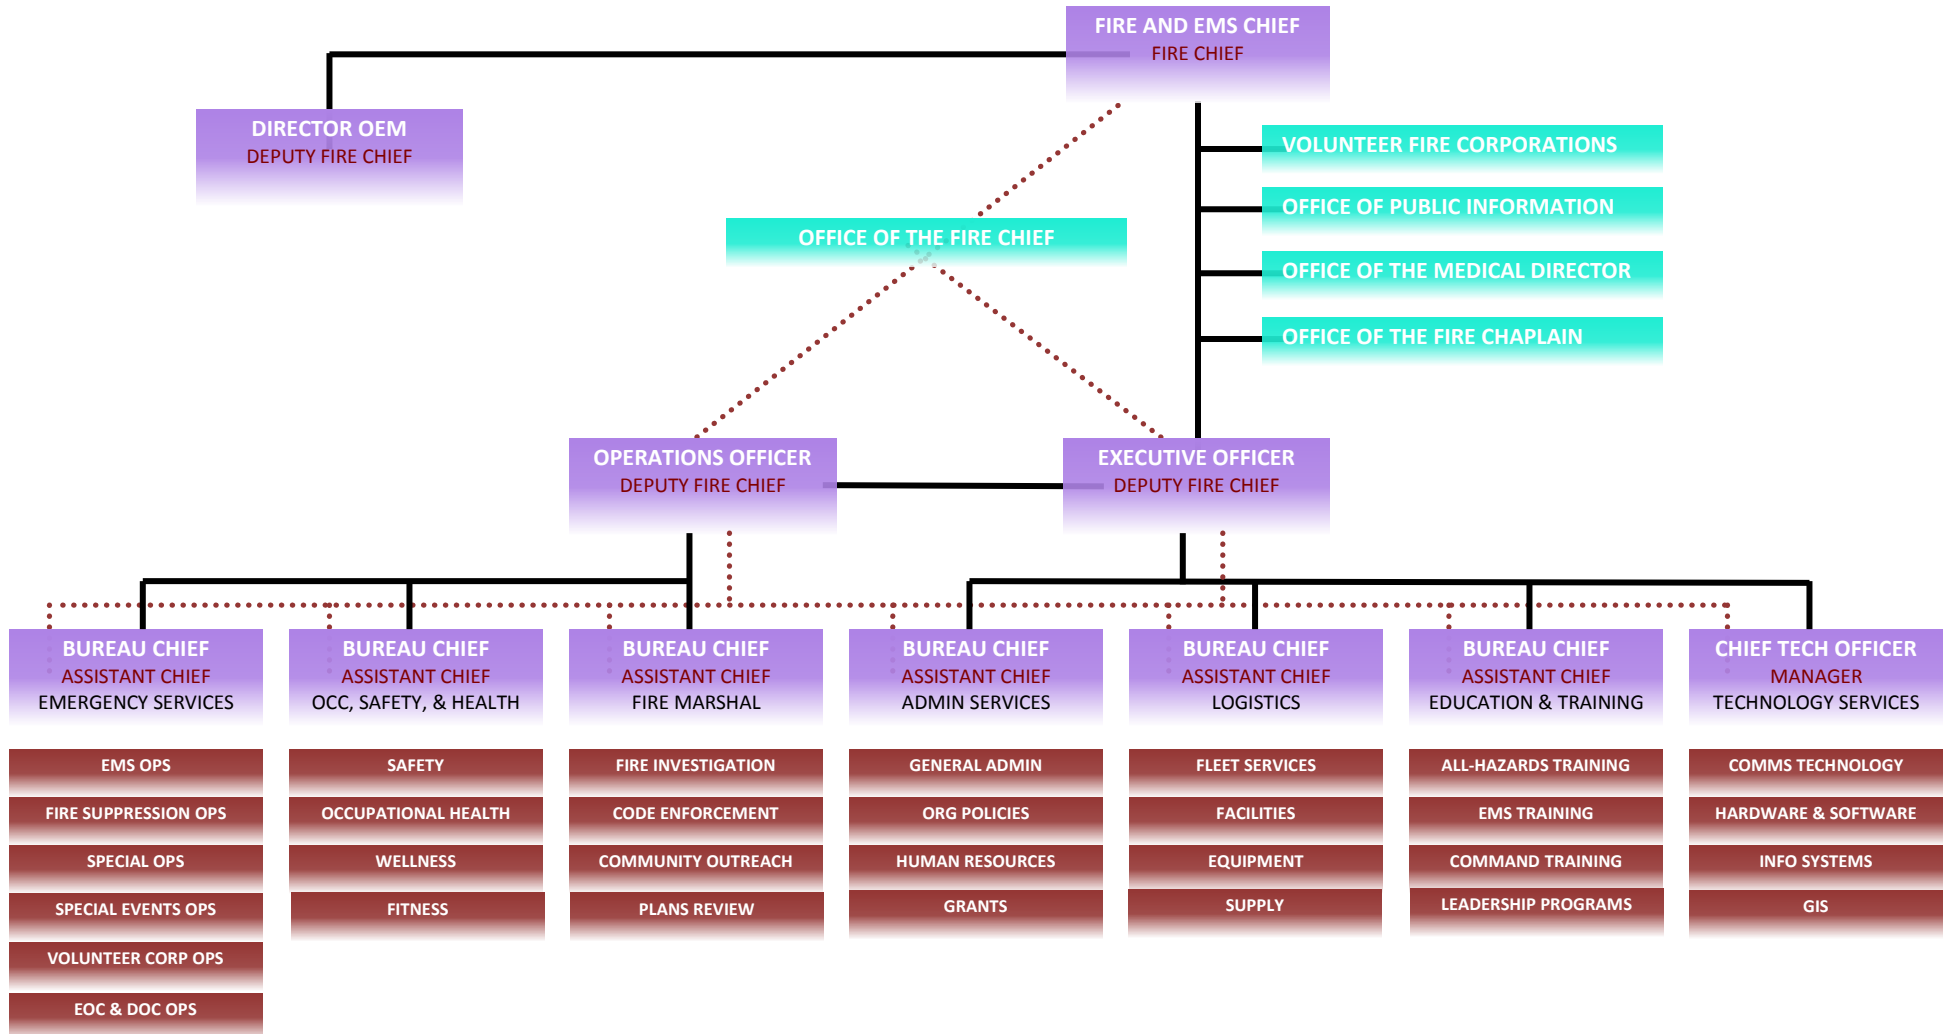 FIRE AND EMS CHIEF
FIRE CHIEF
DIRECTOR OEM
DEPUTY FIRE CHIEF
VOLUNTEER FIRE CORPORATIONS
OFFICE OF PUBLIC INFORMATION
OFFICE OF THE FIRE CHIEF
OFFICE OF THE MEDICAL DIRECTOR
OFFICE OF THE FIRE CHAPLAIN
OPERATIONS OFFICER
DEPUTY FIRE CHIEF
EXECUTIVE OFFICER
DEPUTY FIRE CHIEF
BUREAU CHIEF
ASSISTANT CHIEF
EMERGENCY SERVICES
EMS OPS
FIRE SUPPRESSION OPS
SPECIAL OPS
SPECIAL EVENTS OPS
VOLUNTEER CORP OPS
EOC & DOC OPS
BUREAU CHIEF
ASSISTANT CHIEF
OCC, SAFETY, & HEALTH
SAFETY
OCCUPATIONAL HEALTH
WELLNESS
FITNESS
BUREAU CHIEF
ASSISTANT CHIEF
FIRE MARSHAL
FIRE INVESTIGATION
CODE ENFORCEMENT
COMMUNITY OUTREACH
PLANS REVIEW
BUREAU CHIEF
ASSISTANT CHIEF
ADMIN SERVICES
GENERAL ADMIN
ORG POLICIES
HUMAN RESOURCES
GRANTS
BUREAU CHIEF
ASSISTANT CHIEF
LOGISTICS
FLEET SERVICES
FACILITIES
EQUIPMENT
SUPPLY
BUREAU CHIEF
ASSISTANT CHIEF
EDUCATION & TRAINING
ALL-HAZARDS TRAINING
EMS TRAINING
COMMAND TRAINING
LEADERSHIP PROGRAMS
CHIEF TECH OFFICER
MANAGER
TECHNOLOGY SERVICES
COMMS TECHNOLOGY
HARDWARE & SOFTWARE
INFO SYSTEMS
GIS